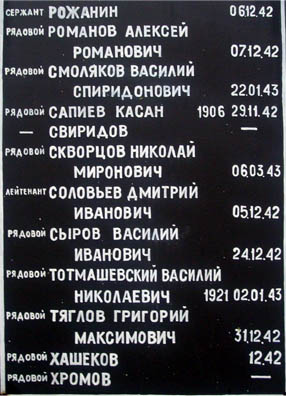 СЕРЖАНТ РОЖАНИН 06.12.42
РЯДОВОЙ РОМАНОВ АЛЕКСЕЙ
РОМАНОВИЧ 07.12.42
РЯДОВОЙ СМОЛЯКОВ ВАСИЛИЙ
СПИРИДОНОВИЧ 22.01.43
РЯДОВОЙ САПИЕВ КАСАН 1906 29.11.42
— СВИРИДОВ —
РЯДОВОЙ СКВОРЦОВ НИКОЛАЙ
МИРОНОВИЧ 06.03.43
ЛЕЙТЕНАНТ СОЛОВЬЕВ ДМИТРИЙ
ИВАНОВИЧ 05.12.42
РЯДОВОЙ СЫРОВ ВАСИЛИЙ
ИВАНОВИЧ 24.12.42
РЯДОВОЙ ТОТМАШЕВСКИЙ ВАСИЛИЙ
НИКОЛАЕВИЧ 1921 02.01.43
РЯДОВОЙ ТЯГЛОВ ГРИГОРИЙ
МАКСИМОВИЧ 31.12.42
РЯДОВОЙ ХАШЕКОВ 12.42
РЯДОВОЙ ХРОМОВ —